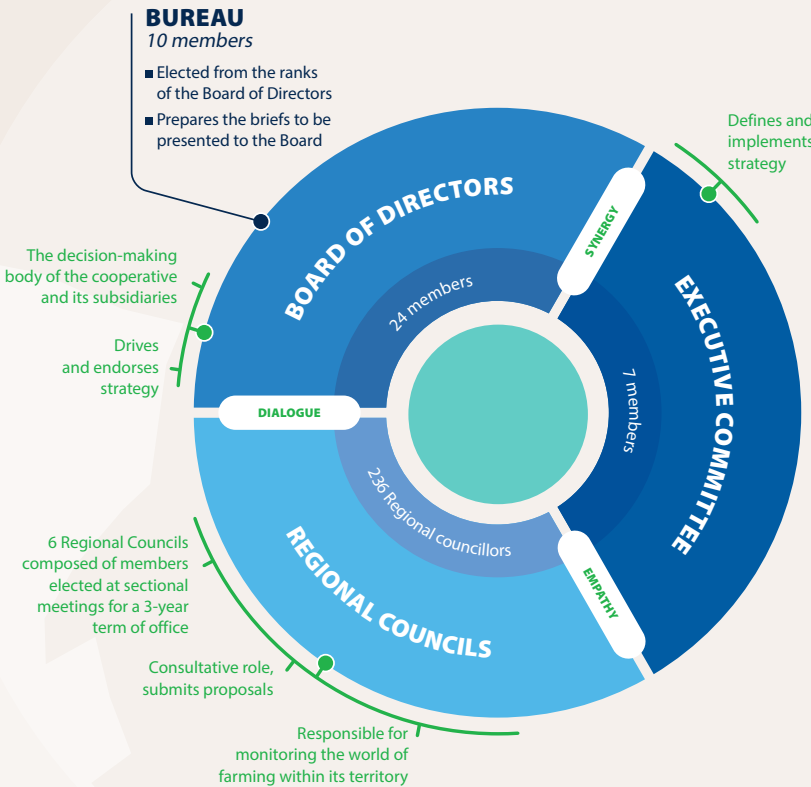 BUREAU
10 members
■ Elected from the ranks
of the Board of Directors
■ Prepares the briefs to be
presented to the Board
Defines and
implements
strategy
BOARD OF DIRECTORS
24 members
SYNERGY
EXECUTIVE COMMITTEE
7 members
The decision-making
body of the cooperative
and its subsidiaries
Drives
and endorses
strategy
DIALOGUE
236 Regional councillors
REGIONAL COUNCILS
EMPATHY
6 Regional Councils
composed of members
elected at sectional
meetings for a 3-year
term of office
Consultative role,
submits proposals
Responsible for
monitoring the world of
farming within its territory